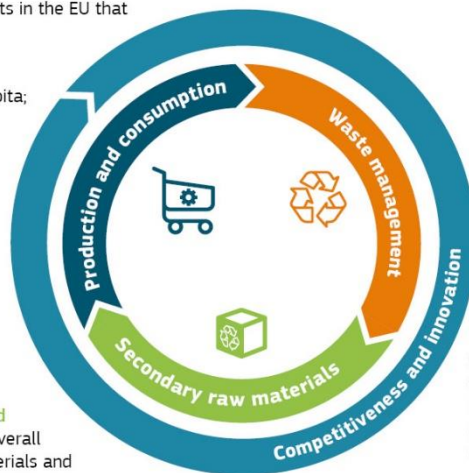 ts in the EU that
pita;
Production and consumption
Waste management
Secondary raw materials
Competitiveness and innovation
d
verall
erials and